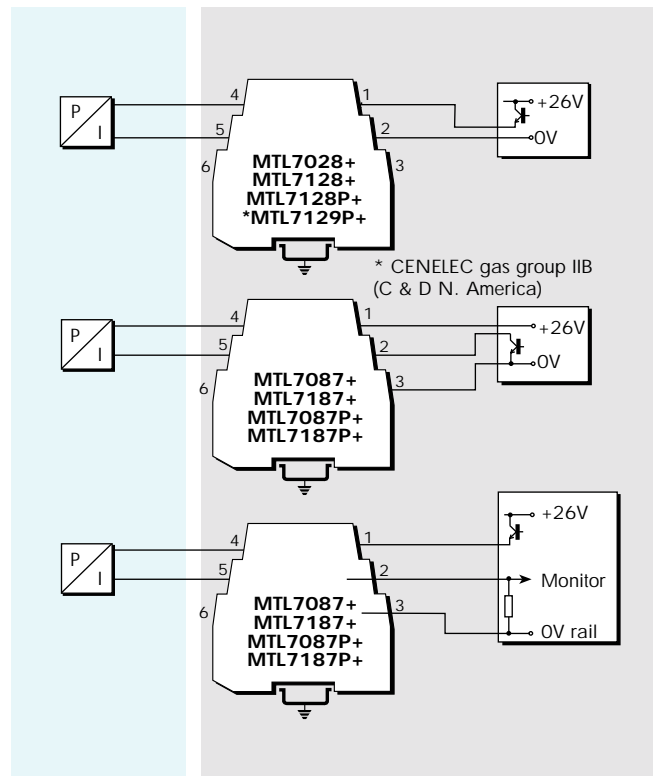 P
I
4
5
6
1
2
3
MTL7028+
MTL7128+
MTL7128P+
*MTL7129P+
+26V
0V
* CENELEC gas group IIB
(C & D N. America)
P
I
4
5
6
1
2
3
MTL7087+
MTL7187+
MTL7087P+
MTL7187P+
+26V
0V
P
I
4
5
6
1
2
3
MTL7087+
MTL7187+
MTL7087P+
MTL7187P+
+26V
Monitor
0V rail